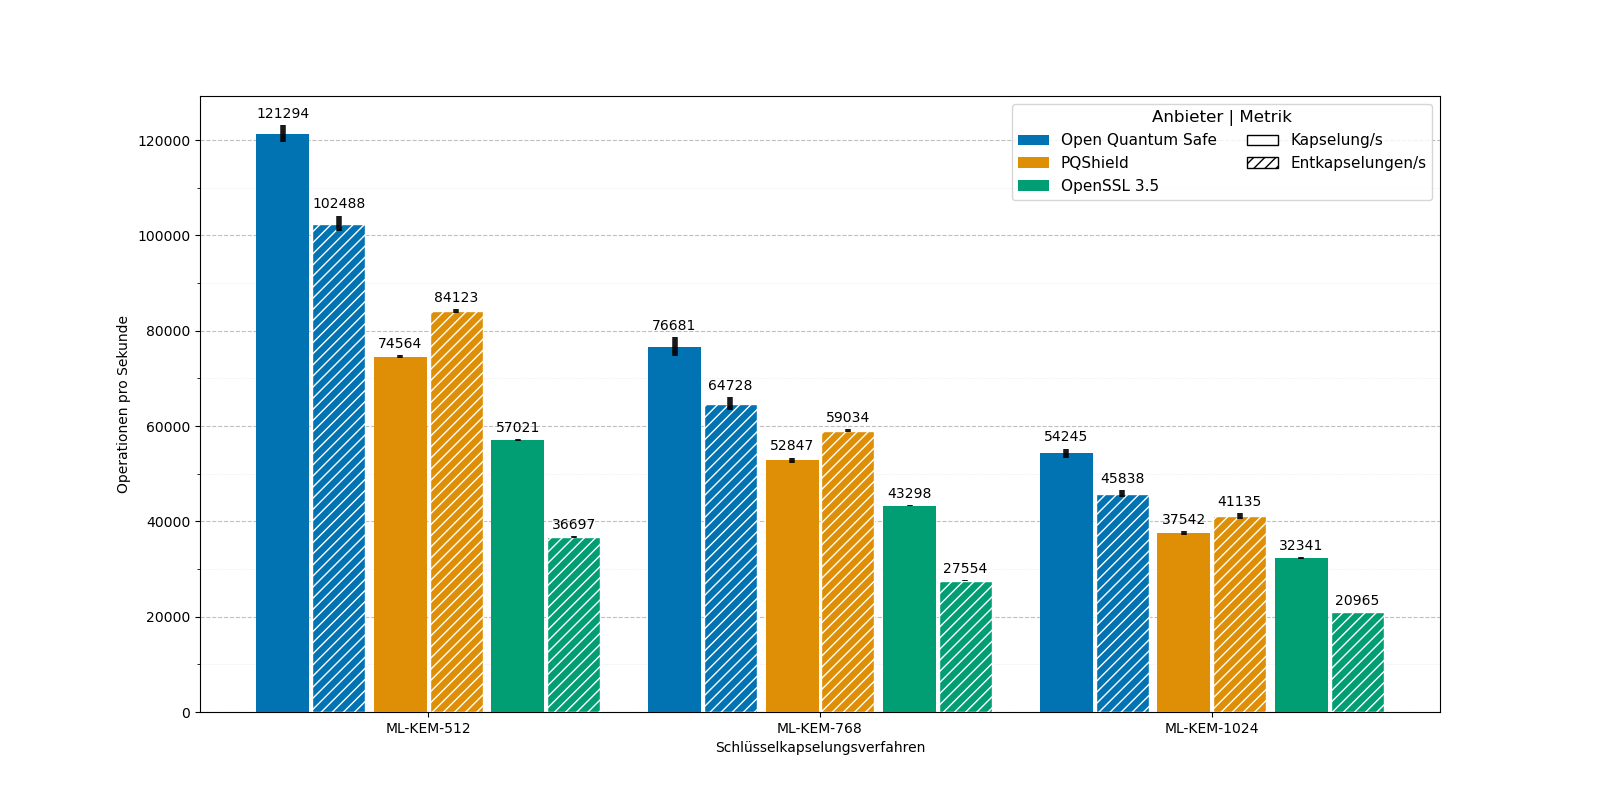 Anbieter | Metrik
Open Quantum Safe
PQShield
OpenSSL 3.5
Kapselung/s
Entkapselungen/s
Operationen pro Sekunde
120000
100000
80000
60000
40000
20000
0
121294
102488
74564
84123
57021
36697
76681
64728
52847
59034
43298
27554
54245
45838
37542
41135
32341
20965
ML-KEM-512
ML-KEM-768
ML-KEM-1024
Schlüsselkapselungsverfahren